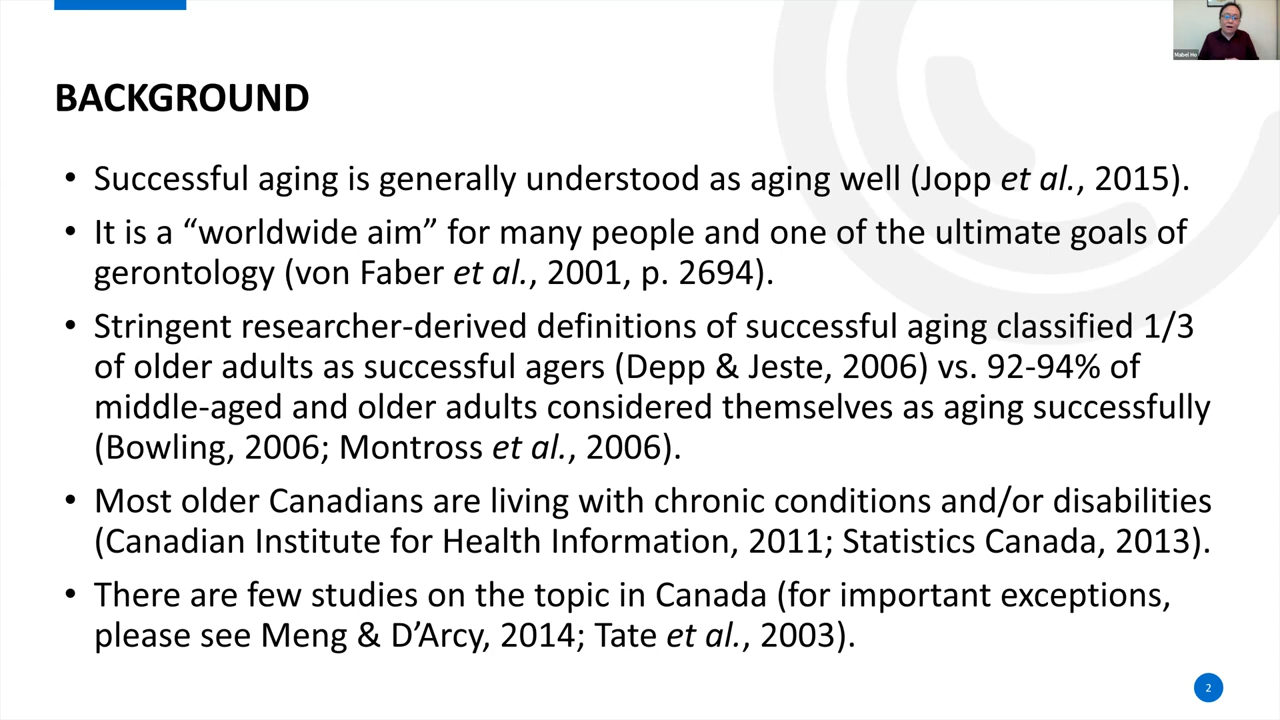 Mabel Ho
BACKGROUND
• Successful aging is generally understood as aging well (Jopp et al., 2015).
• It is a “worldwide aim” for many people and one of the ultimate goals of
gerontology (von Faber et al., 2001, p. 2694).
• Stringent researcher-derived definitions of successful aging classified 1/3
of older adults as successful agers (Depp & Jeste, 2006) vs. 92-94% of
middle-aged and older adults considered themselves as aging successfully
(Bowling, 2006; Montross et al., 2006).
• Most older Canadians are living with chronic conditions and/or disabilities
(Canadian Institute for Health Information, 2011; Statistics Canada, 2013).
• There are few studies on the topic in Canada (for important exceptions,
please see Meng & D’Arcy, 2014; Tate et al., 2003).
2